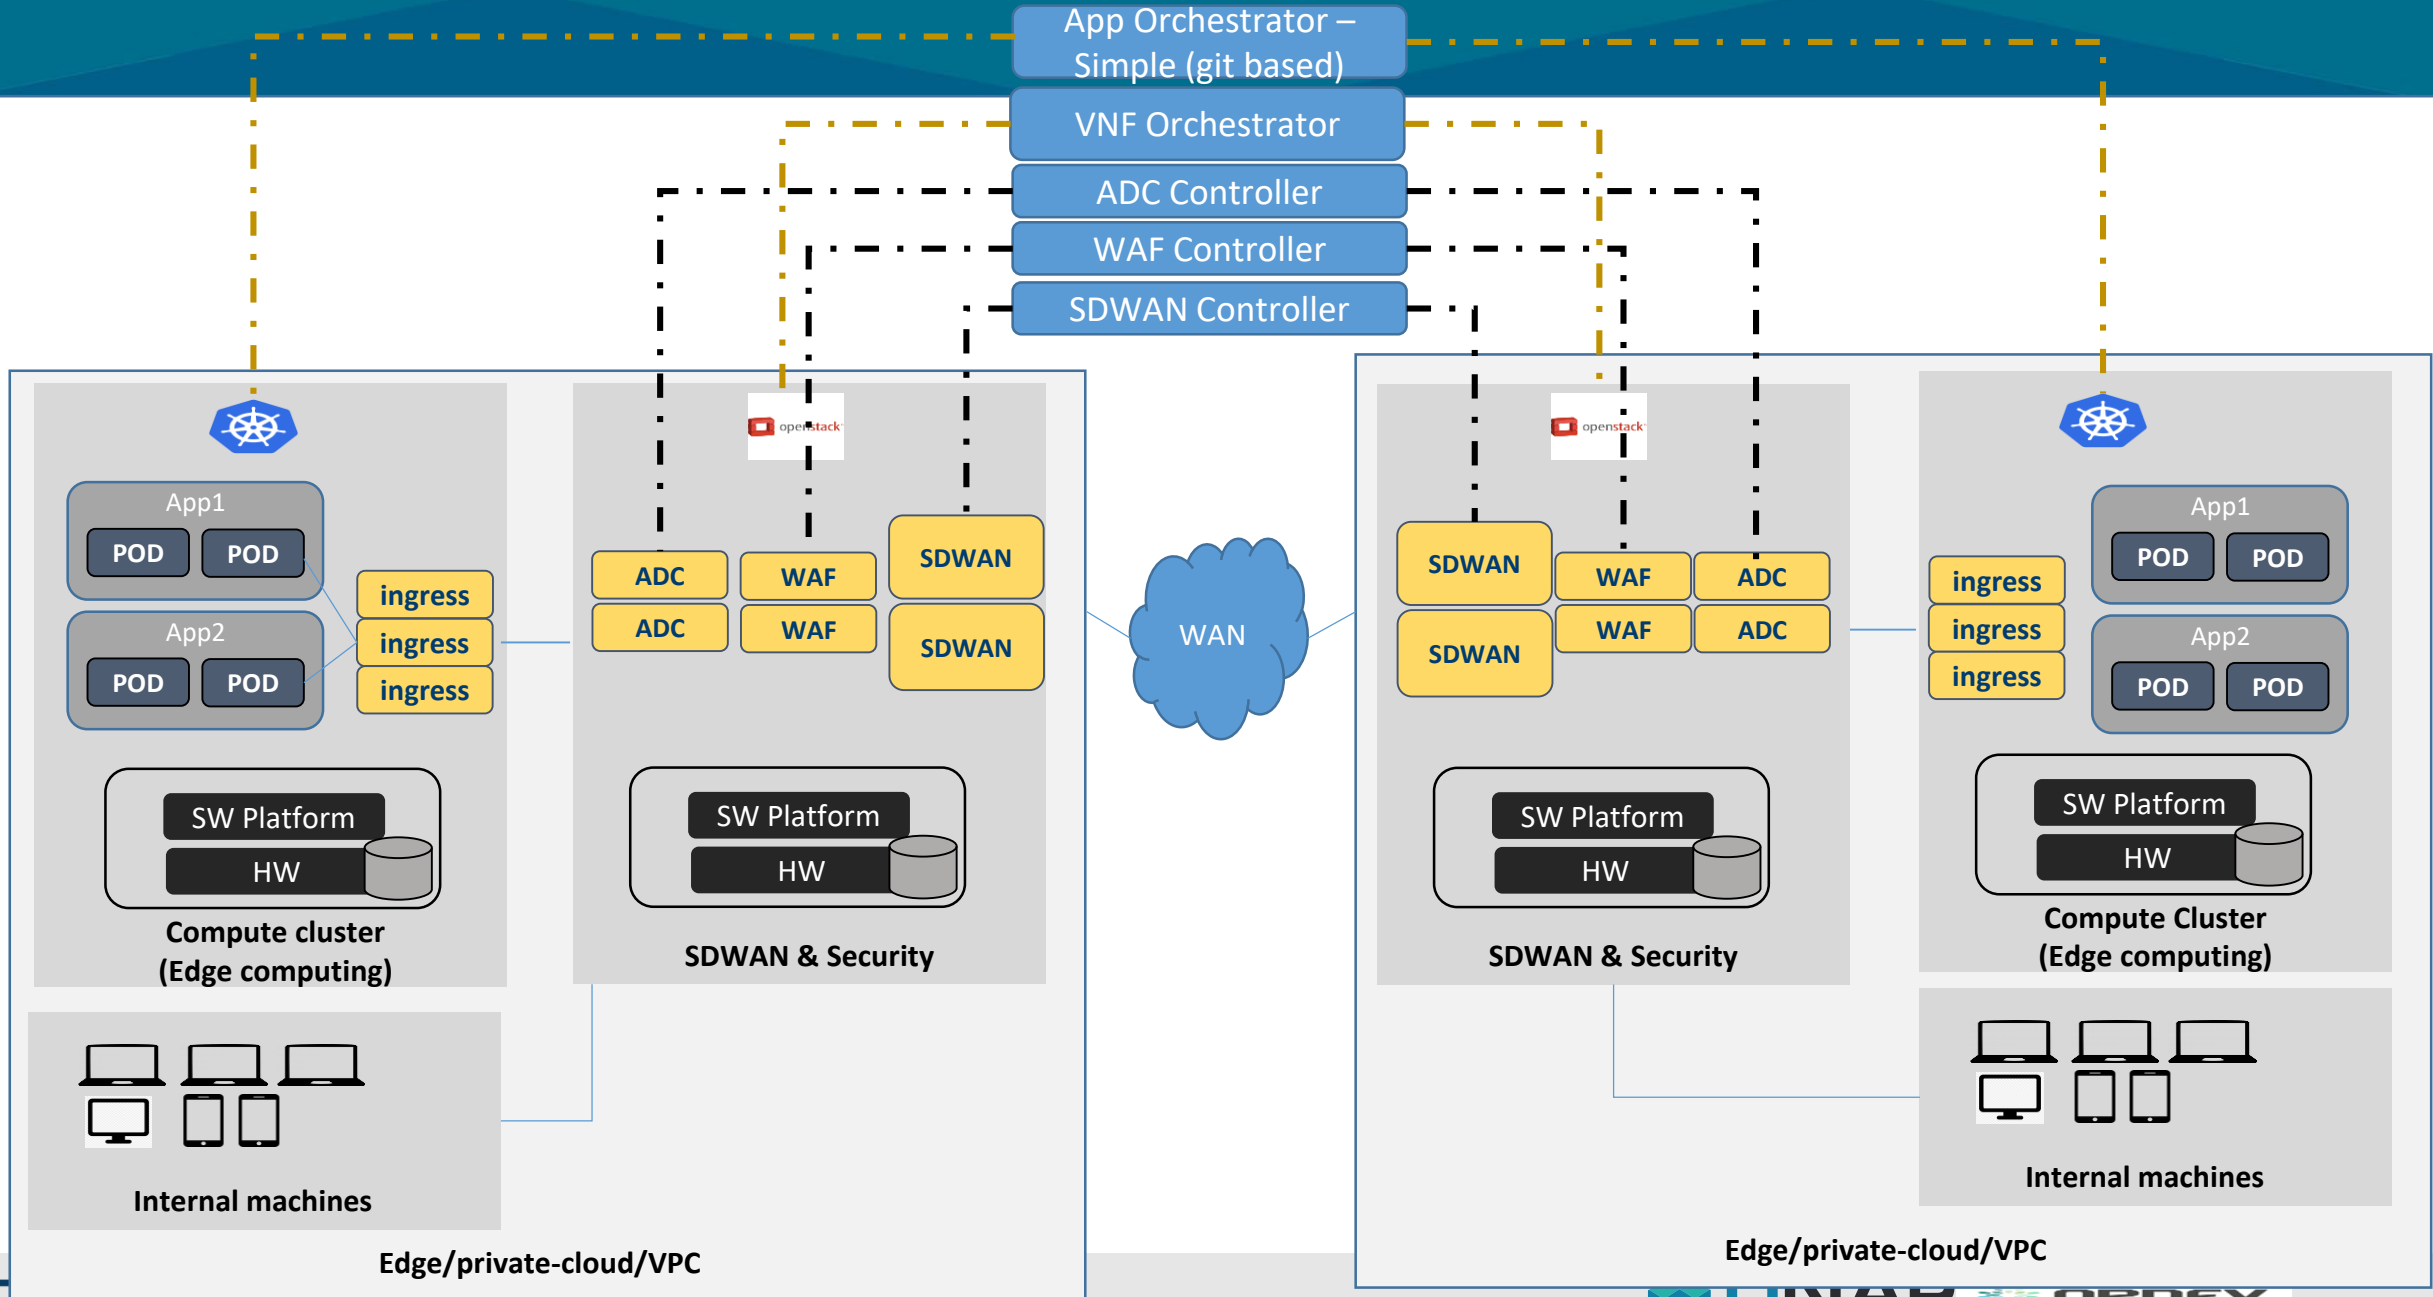 App Orchestrator –
Simple (git based)
VNF Orchestrator
ADC Controller
WAF Controller
SDWAN Controller
openstack
App1
POD
POD
App2
POD
POD
ingress
ingress
ingress
ADC
ADC
WAF
WAF
SDWAN
SDWAN
SW Platform
HW
Compute cluster
(Edge computing)
SW Platform
HW
SDWAN & Security
Internal machines
Edge/private-cloud/VPC
WAN
openstack
SDWAN
SDWAN
WAF
WAF
ADC
ADC
ingress
ingress
ingress
App1
POD
POD
App2
POD
POD
SW Platform
HW
SDWAN & Security
SW Platform
HW
Compute Cluster
(Edge computing)
Internal machines
Edge/private-cloud/VPC